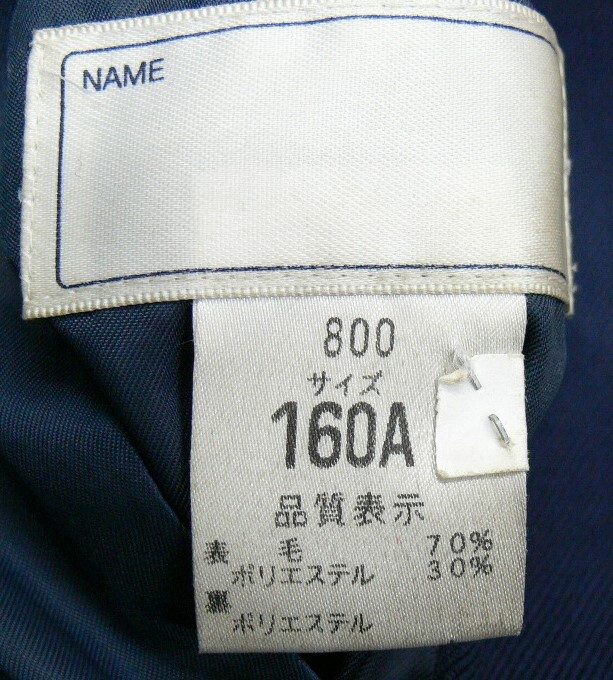 NAME
800
サイズ
160A
品質表示
表 毛 70%
ポリエステル 30%
裏
ポリエステル